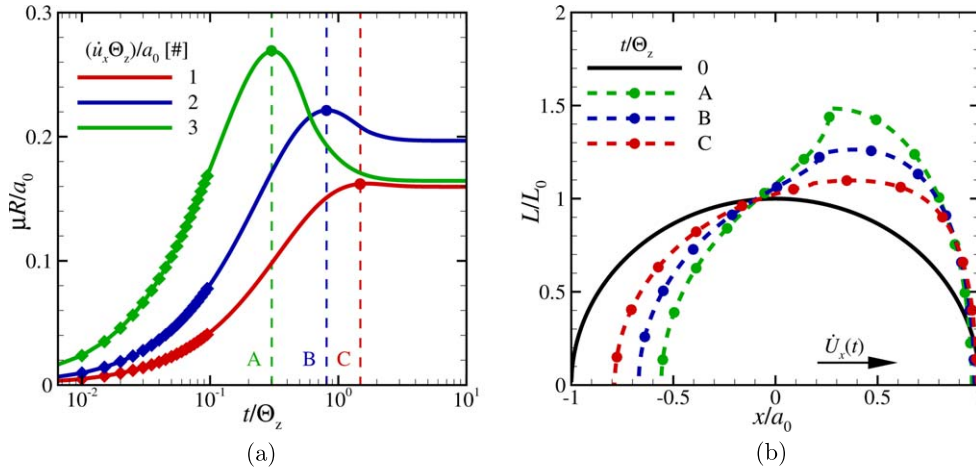 0.3
0.2
0.1
0
μR/a₀
(u̇ₓΘ_z)/a₀ [#]
1
2
3
A
B
C
10⁻²
10⁻¹
10⁰
10¹
t/Θ_z
(a)
2
1.5
1
0.5
0
L/L₀
t/Θ_z
0
A
B
C
U̇ₓ(t)
-1
-0.5
0
0.5
x/a₀
(b)